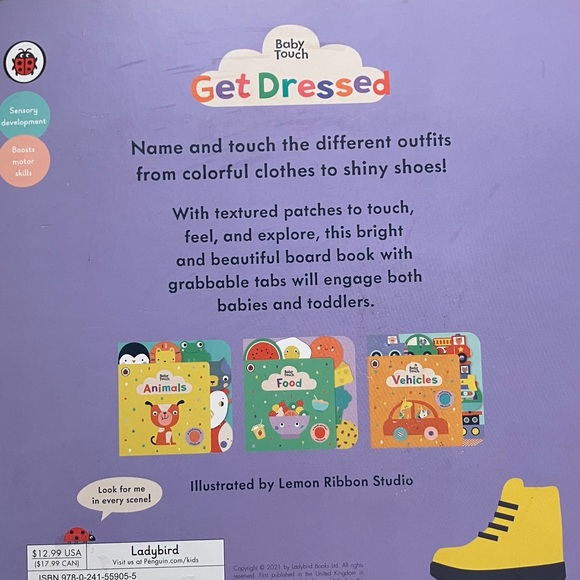 Baby
Touch
Get Dressed
Sensory
development
Boosts
motor
skills
Name and touch the different outfits
from colorful clothes to shiny shoes!
With textured patches to touch,
feel, and explore, this bright
and beautiful board book with
grabbable tabs will engage both
babies and toddlers.
Baby
Touch
Animals
Baby
Touch
Food
Baby
Touch
Vehicles
Illustrated by Lemon Ribbon Studio
Look for me
in every scene!
$12.99 USA
($17.99 CAN)
Ladybird
Visit us at Penguin.com/kids
ISBN 978-0-241-55905-5
Copyright © 2021 by Ladybird Books Ltd. All rights
reserved. First published in the United Kingdom in